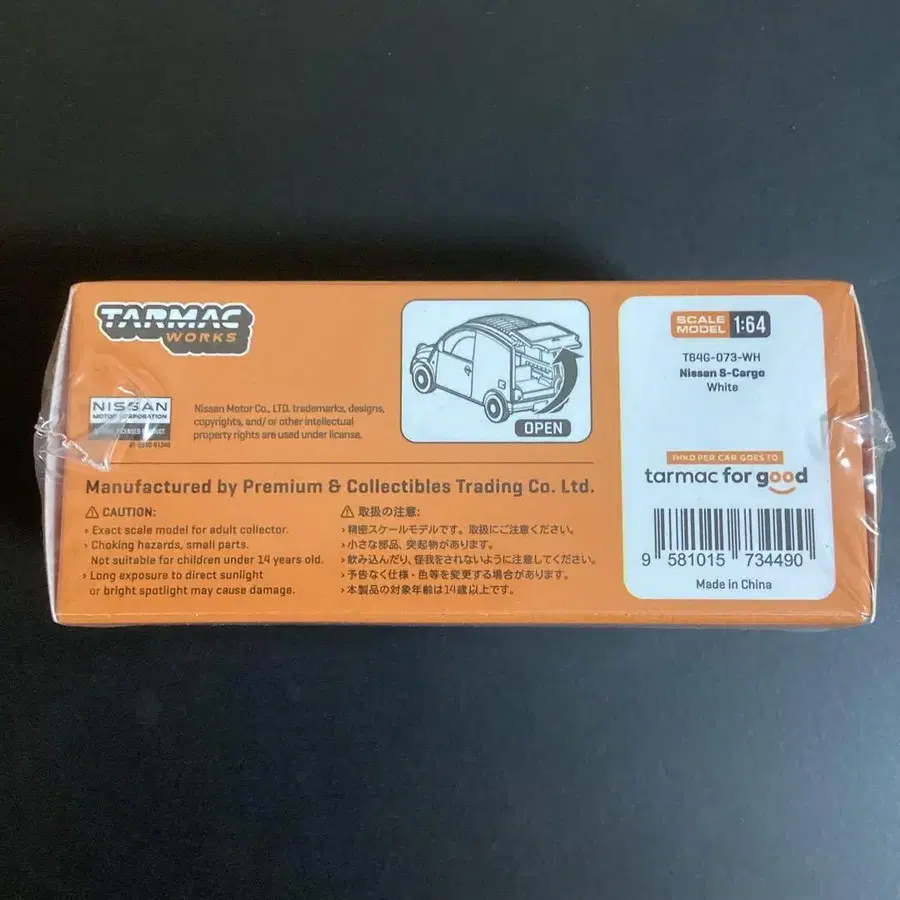 TARMAC
WORKS
NISSAN
MOTOR CORPORATION
Nissan Motor Co., LTD. trademarks, designs,
copyrights, and/ or other intellectual
property rights are used under license.
OPEN
Manufactured by Premium & Collectibles Trading Co. Ltd.
⚠ CAUTION:
› Exact scale model for adult collector.
› Choking hazards, small parts.
Not suitable for children under 14 years old.
› Long exposure to direct sunlight
or bright spotlight may cause damage.
⚠ 取扱の注意:
› 精密スケールモデルです。取扱にご注意ください。
› 小さな部品、突起物があります。
› 飲み込んだり、怪我をされないように注意してください。
› 予告なく仕様・色等を変更する場合があります。
› 本製品の対象年齢は14歳以上です。
SCALE
MODEL 1:64
T64G-073-WH
Nissan S-Cargo
White
1HKD PER CAR GOES TO
tarmac for good
9 581015 734490
Made in China